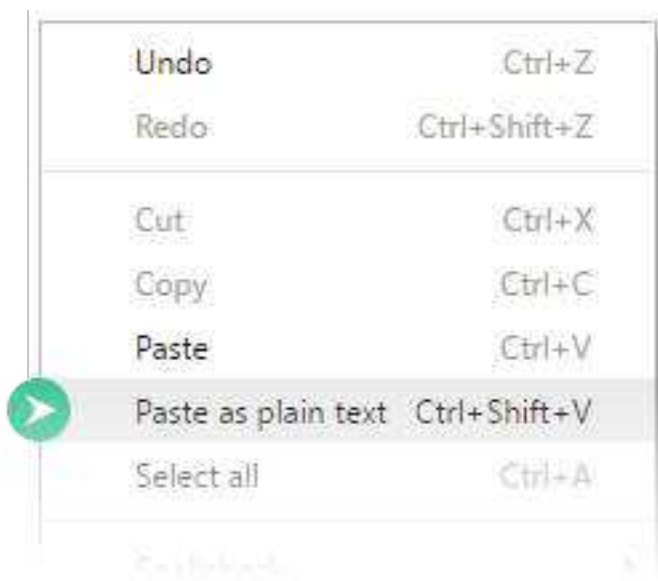 Undo Ctrl+Z
Redo Ctrl+Shift+Z
Cut Ctrl+X
Copy Ctrl+C
Paste Ctrl+V
Paste as plain text Ctrl+Shift+V
Select all Ctrl+A